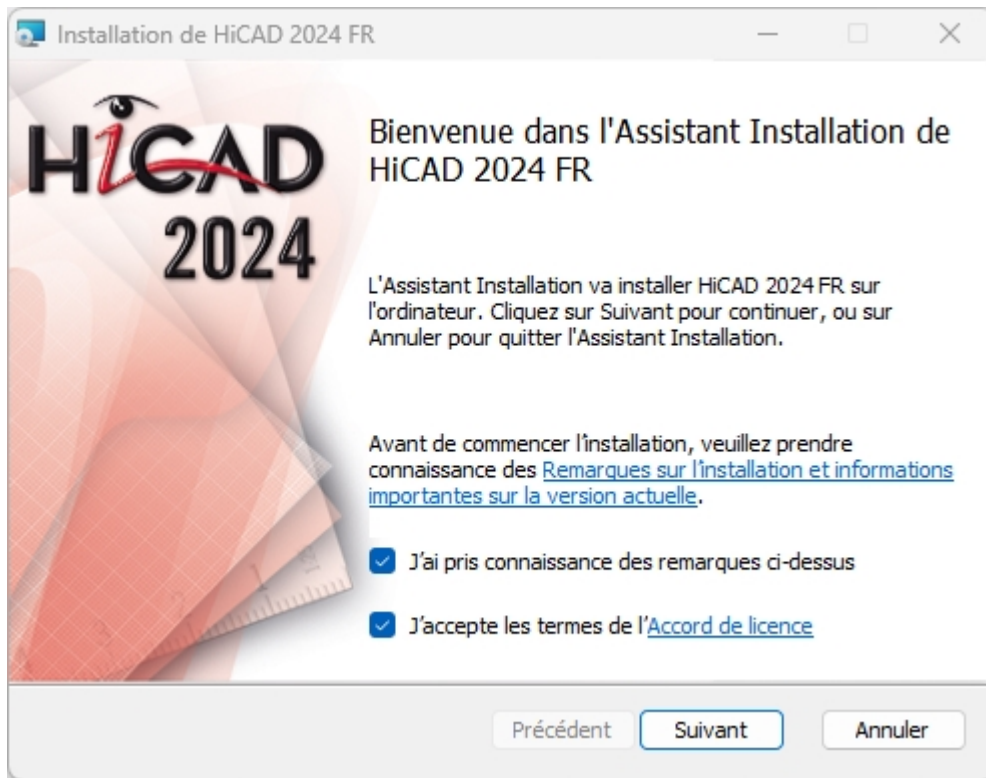 Installation de HiCAD 2024 FR
HiCAD
2024
Bienvenue dans l'Assistant Installation de
HiCAD 2024 FR
L'Assistant Installation va installer HiCAD 2024 FR sur
l'ordinateur. Cliquez sur Suivant pour continuer, ou sur
Annuler pour quitter l'Assistant Installation.
Avant de commencer l'installation, veuillez prendre
connaissance des Remarques sur l'installation et informations
importantes sur la version actuelle.
J'ai pris connaissance des remarques ci-dessus
J'accepte les termes de l'Accord de licence
Précédent Suivant Annuler